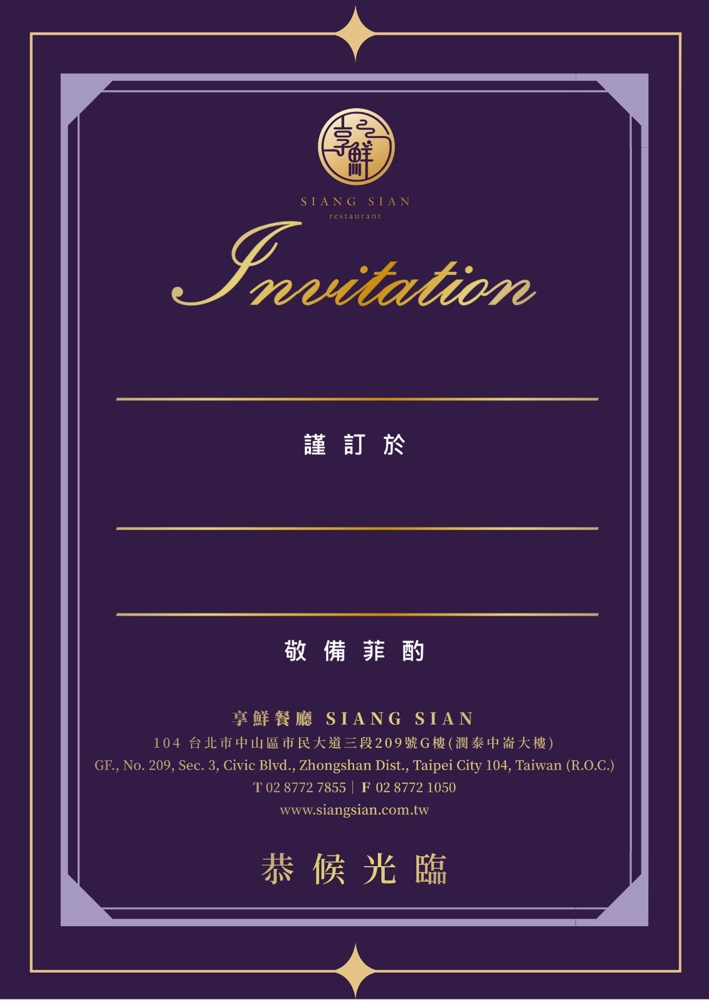 享鮮
SIANG SIAN
restaurant
Invitation
謹訂於
敬備菲酌
享鮮餐廳 SIANG SIAN
104 台北市中山區市民大道三段209號G樓(潤泰中崙大樓)
GF., No. 209, Sec. 3, Civic Blvd., Zhongshan Dist., Taipei City 104, Taiwan (R.O.C.)
T 02 8772 7855｜F 02 8772 1050
www.siangsian.com.tw
恭候光臨